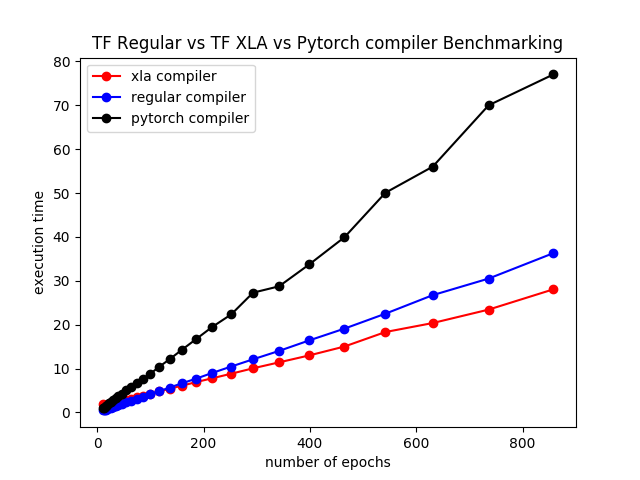 TF Regular vs TF XLA vs Pytorch compiler Benchmarking
80
70
60
50
40
30
20
10
0
execution time
xla compiler
regular compiler
pytorch compiler
0 200 400 600 800
number of epochs